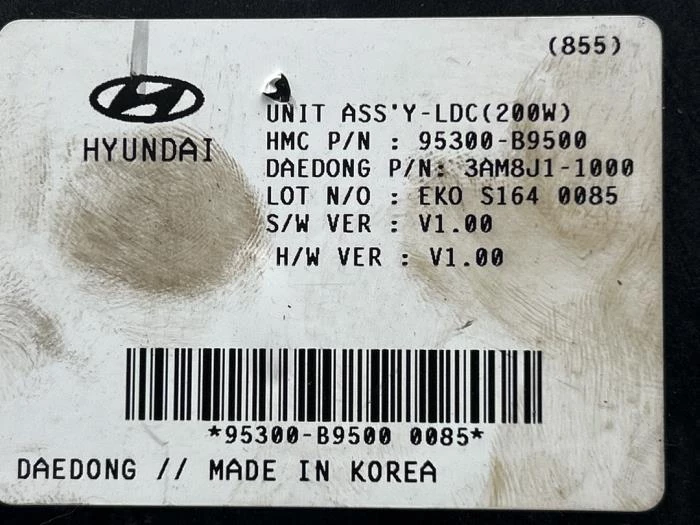 (855)
HYUNDAI
UNIT ASS'Y-LDC(200W)
HMC P/N : 95300-B9500
DAEDONG P/N: 3AM8J1-1000
LOT N/O : EKO S164 0085
S/W VER : V1.00
H/W VER : V1.00
*95300-B9500 0085*
DAEDONG // MADE IN KOREA